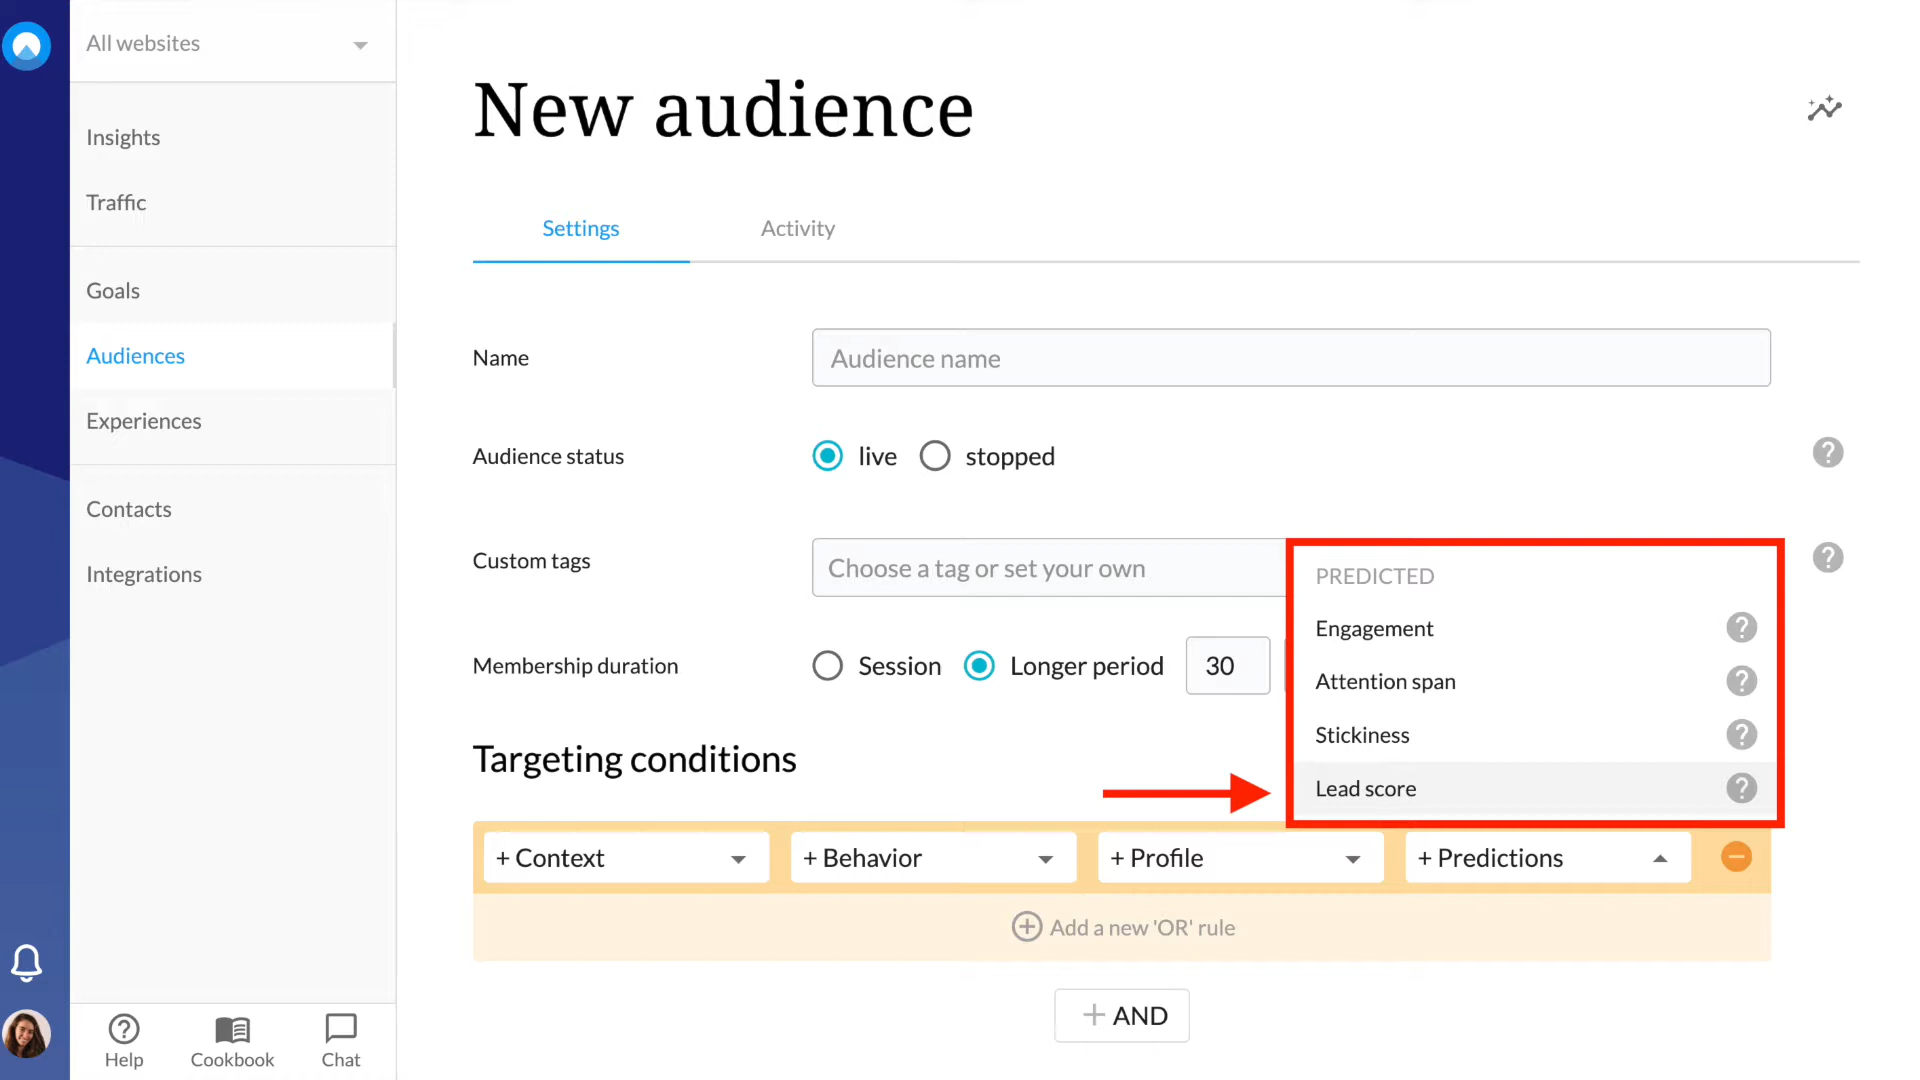 All websites
Insights
Traffic
Goals
Audiences
Experiences
Contacts
Integrations
Help
Cookbook
Chat
New audience
Settings
Activity
Name
Audience name
Audience status
live
stopped
?
Custom tags
Choose a tag or set your own
?
Membership duration
Session
Longer period
30
PREDICTED
Engagement
?
Attention span
?
Stickiness
?
Lead score
?
Targeting conditions
+ Context
+ Behavior
+ Profile
+ Predictions
Add a new 'OR' rule
+ AND